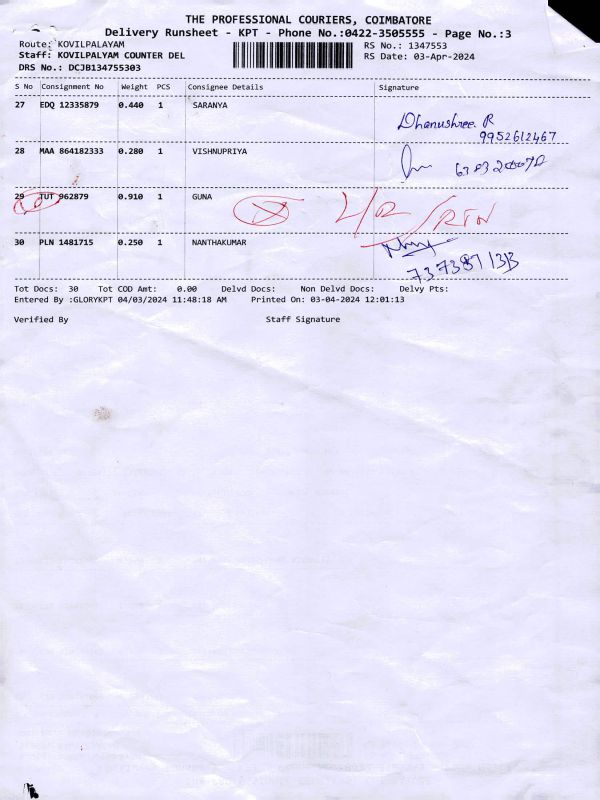 THE PROFESSIONAL COURIERS, COIMBATORE
Delivery Runsheet - KPT - Phone No.:0422-3505555 - Page No.:3
Route: KOVILPALAYAM RS No.: 1347553
Staff: KOVILPALYAM COUNTER DEL RS Date: 03-Apr-2024
DRS No.: DCJB134755303
S No Consignment No Weight PCS Consignee Details Signature
27 EDQ 12335879 0.440 1 SARANYA
Dhanushree R
9952612467
28 MAA 864182333 0.280 1 VISHNUPRIYA
29 TUT 962879 0.910 1 GUNA
30 PLN 1481715 0.250 1 NANTHAKUMAR
Tot Docs: 30 Tot COD Amt: 0.00 Delvd Docs: Non Delvd Docs: Delvy Pts:
Entered By :GLORYKPT 04/03/2024 11:48:18 AM Printed On: 03-04-2024 12:01:13
Verified By Staff Signature